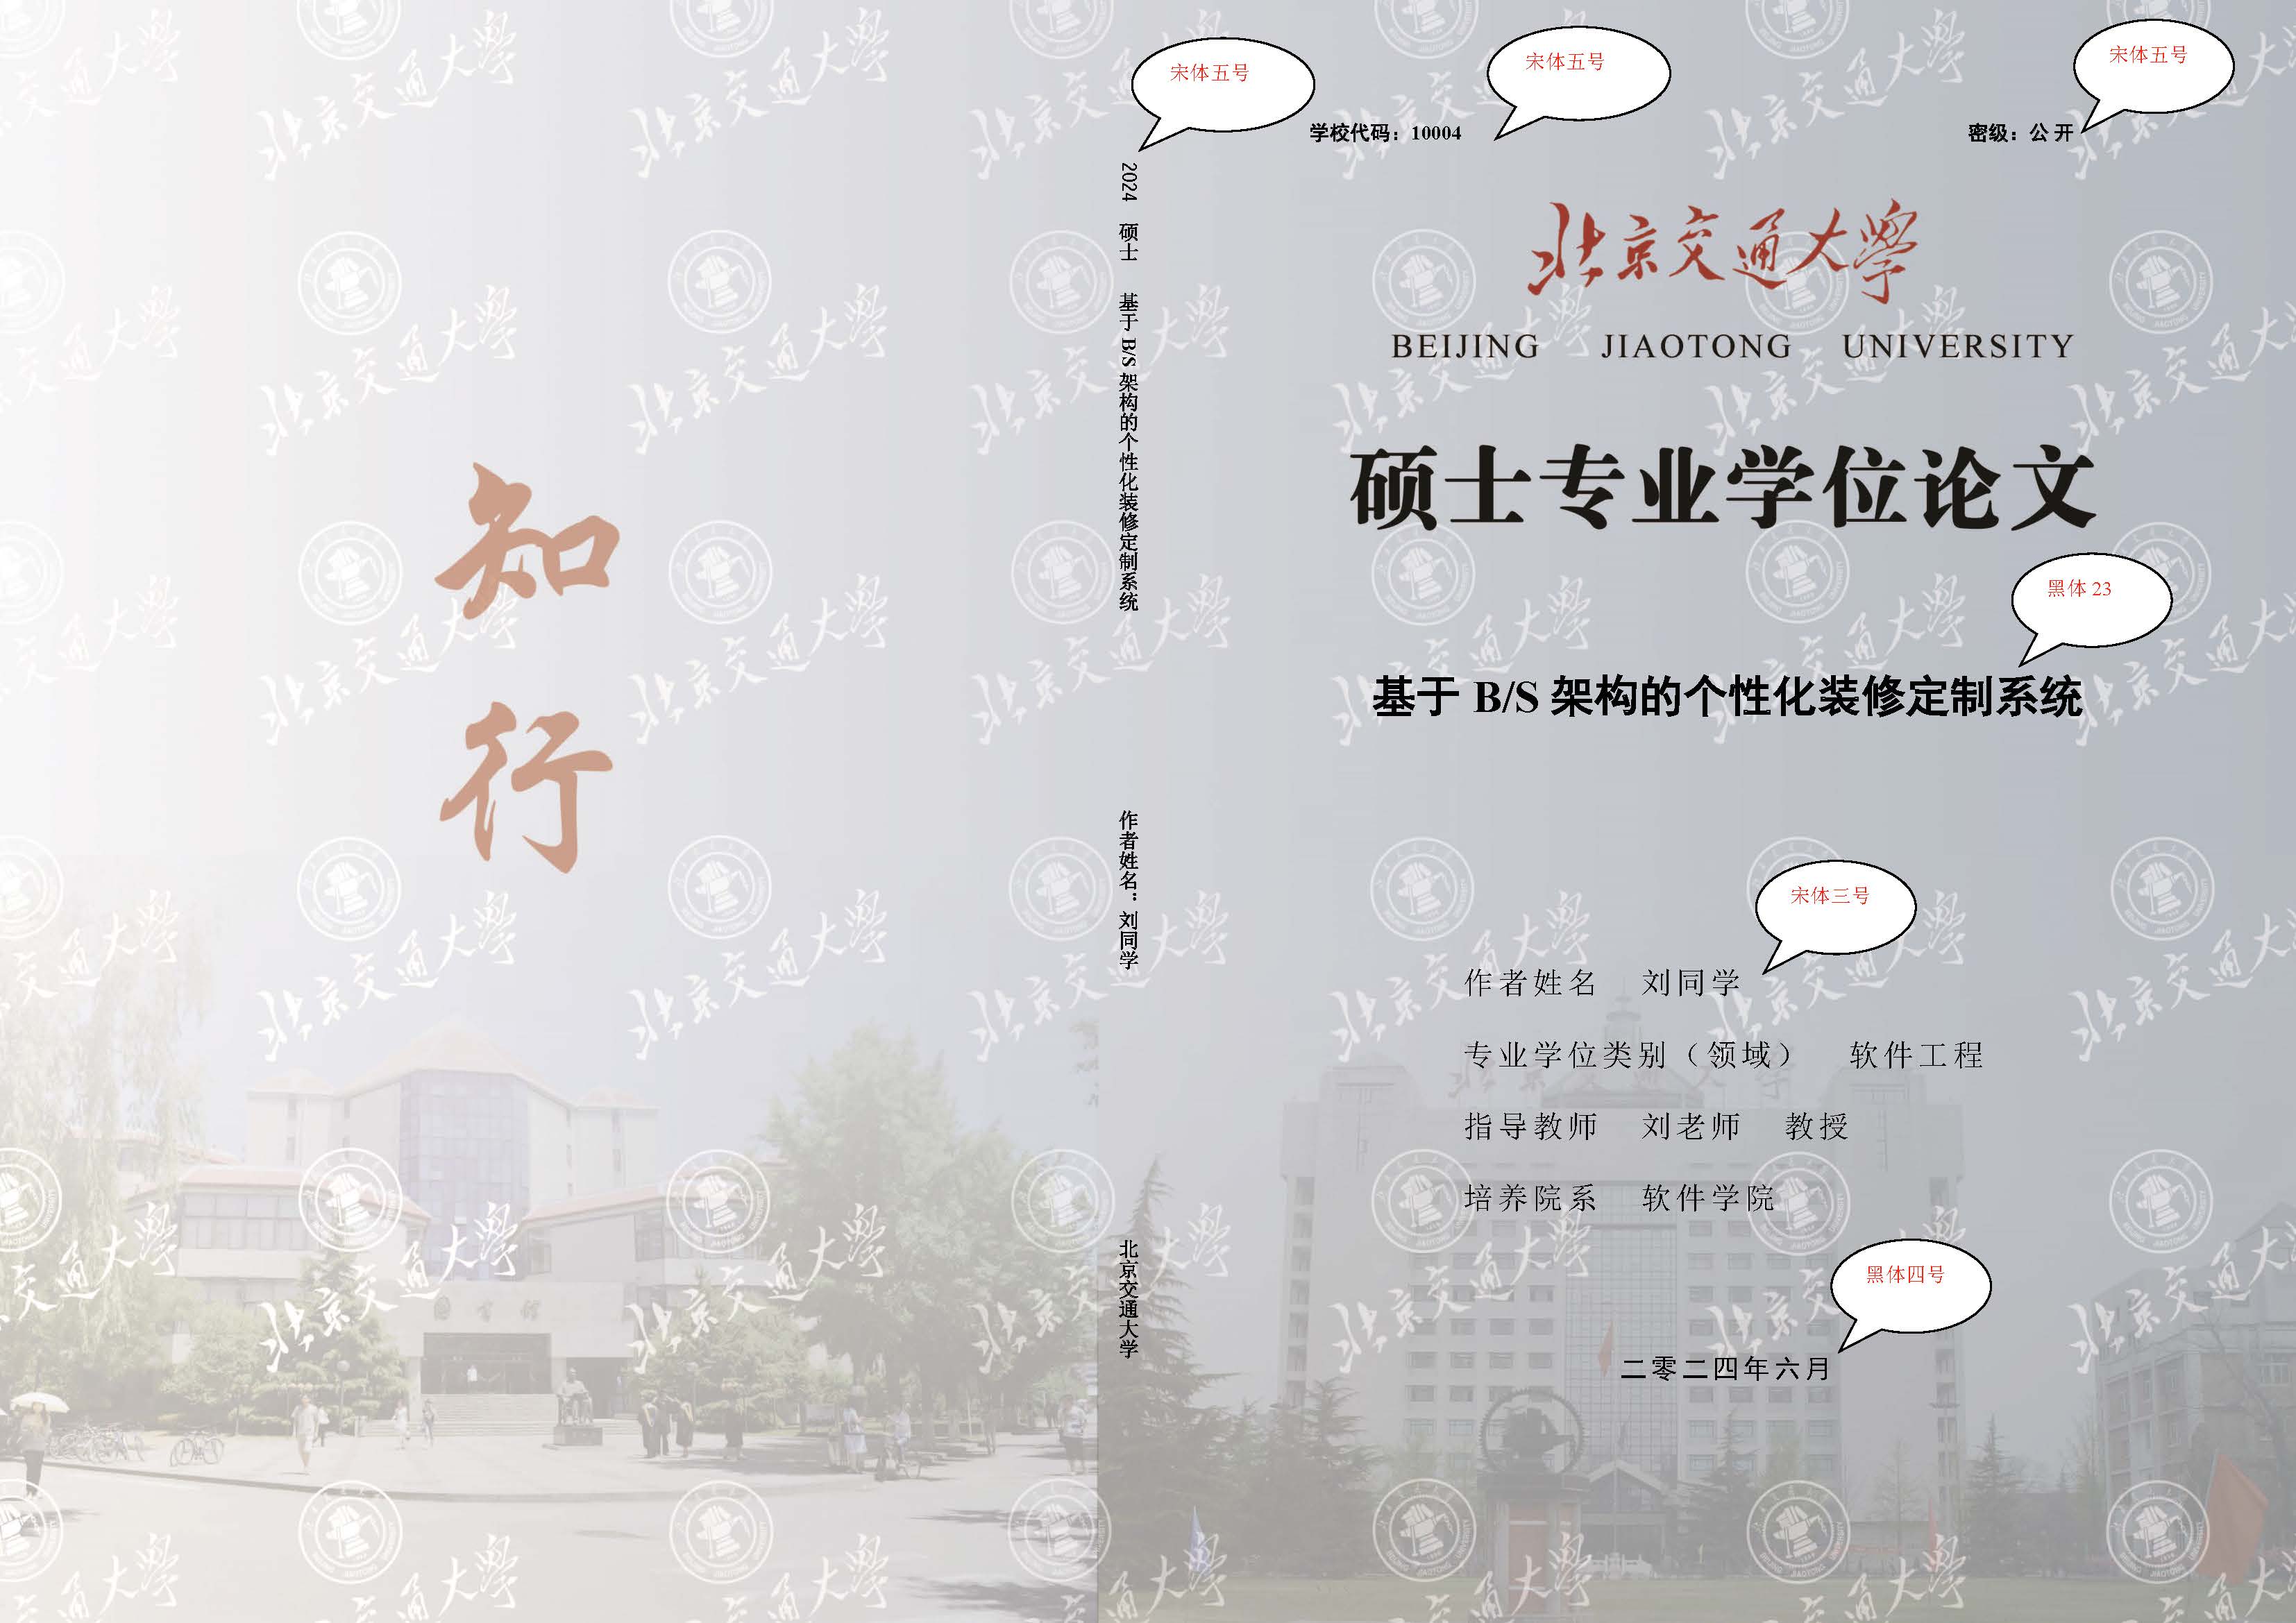 知
行
宋体五号
2024 硕士 基于 B/S 架构的个性化装修定制系统
作者姓名：刘同学
北京交通大学
宋体五号
宋体五号
学校代码：10004
密级：公 开
北京交通大学
BEIJING JIAOTONG UNIVERSITY
硕士专业学位论文
黑体 23
基于 B/S 架构的个性化装修定制系统
宋体三号
作者姓名 刘同学
专业学位类别（领域） 软件工程
指导教师 刘老师 教授
培养院系 软件学院
黑体四号
二零二四年六月